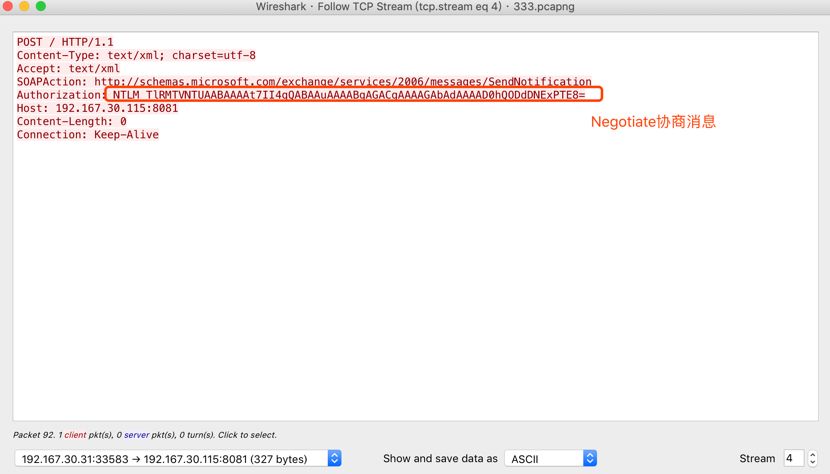 Wireshark · Follow TCP Stream (tcp.stream eq 4) · 333.pcapng
POST / HTTP/1.1
Content-Type: text/xml; charset=utf-8
Accept: text/xml
SOAPAction: http://schemas.microsoft.com/exchange/services/2006/messages/SendNotification
Authorization: NTLM TlRMTVNTUAABAAAAt7II4gQABAAuAAAABgAGACgAAAAGAbAdAAAAD0hQODdDNExPTE8=
Host: 192.167.30.115:8081
Content-Length: 0
Connection: Keep-Alive
Negotiate协商消息
Packet 92. 1 client pkt(s), 0 server pkt(s), 0 turn(s). Click to select.
192.167.30.31:33583 → 192.167.30.115:8081 (327 bytes)
Show and save data as
ASCII
Stream
4